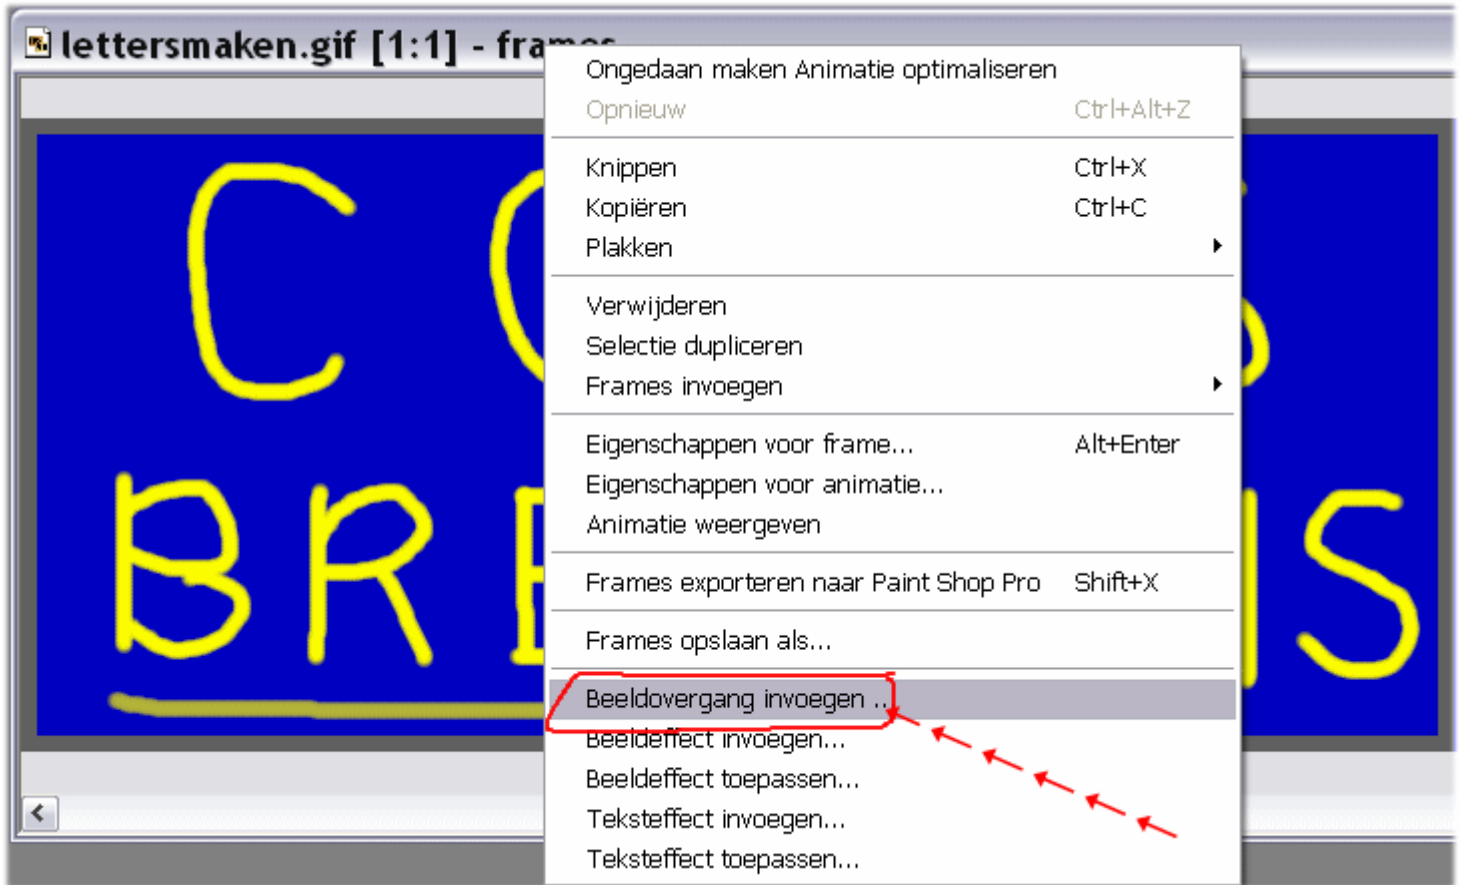 lettersmaken.gif [1:1] - frames
Ongedaan maken Animatie optimaliseren
Opnieuw Ctrl+Alt+Z
Knippen Ctrl+X
Kopiëren Ctrl+C
Plakken
Verwijderen
Selectie dupliceren
Frames invoegen
Eigenschappen voor frame... Alt+Enter
Eigenschappen voor animatie...
Animatie weergeven
Frames exporteren naar Paint Shop Pro Shift+X
Frames opslaan als...
Beeldovergang invoegen ..
Beeldeffect invoegen...
Beeldeffect toepassen...
Teksteffect invoegen...
Teksteffect toepassen...